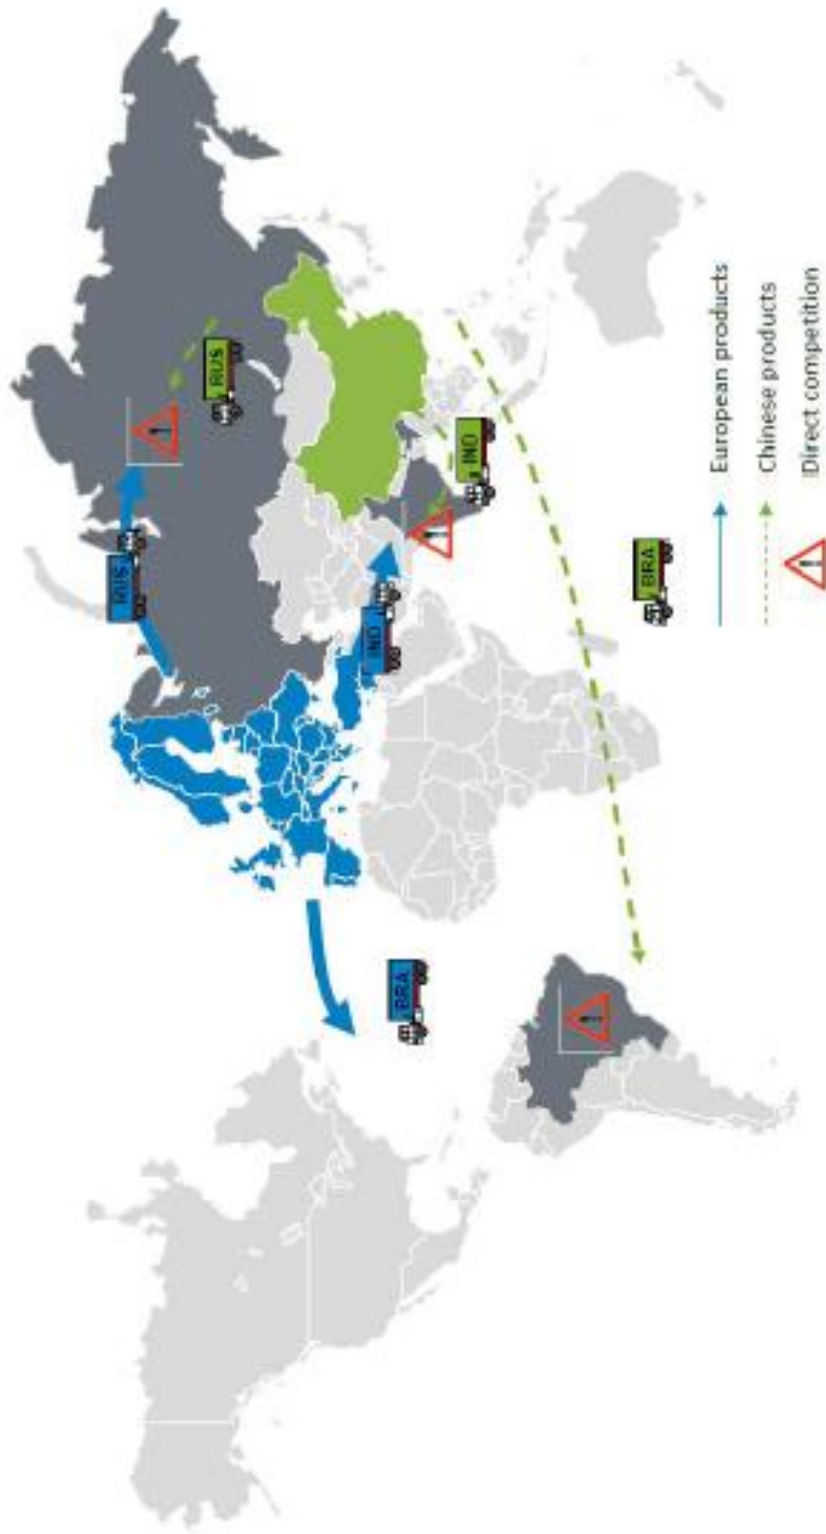 RUS
RUS
IND
IND
BRA
BRA
European products
Chinese products
Direct competition